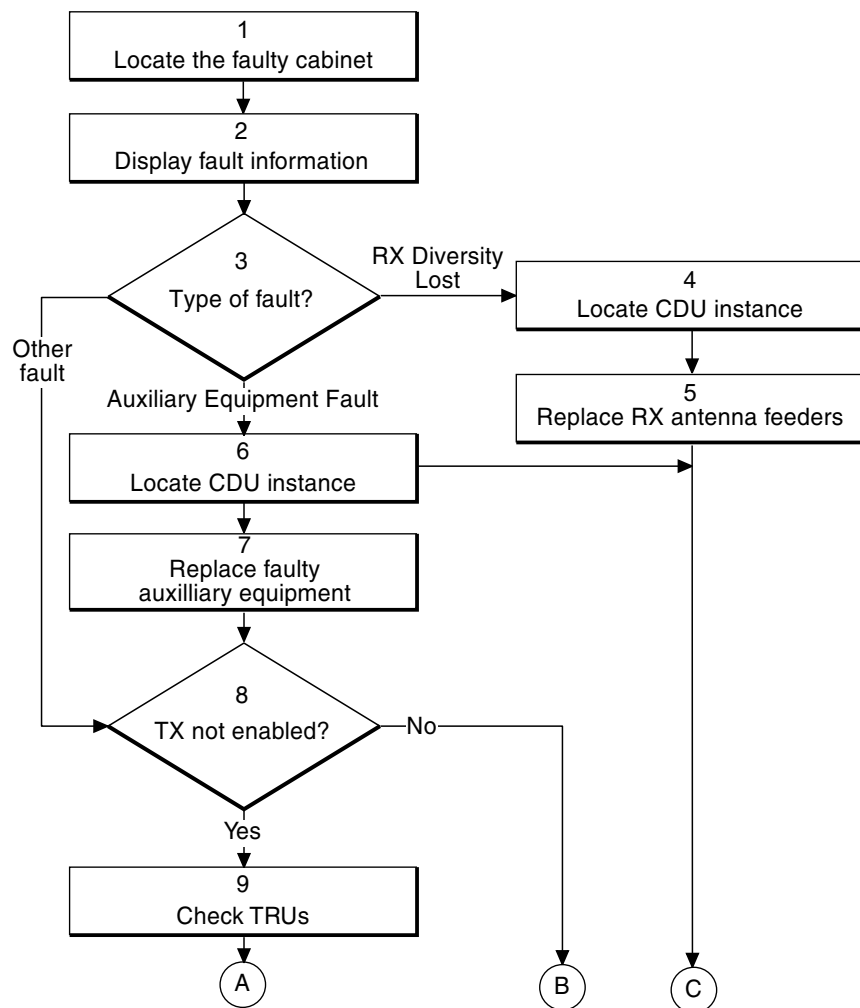 1
Locate the faulty cabinet
2
Display fault information
3
Type of fault?
RX Diversity
Lost
4
Locate CDU instance
Other
fault
Auxiliary Equipment Fault
5
Replace RX antenna feeders
6
Locate CDU instance
7
Replace faulty
auxilliary equipment
8
TX not enabled?
No
Yes
9
Check TRUs
A
B
C